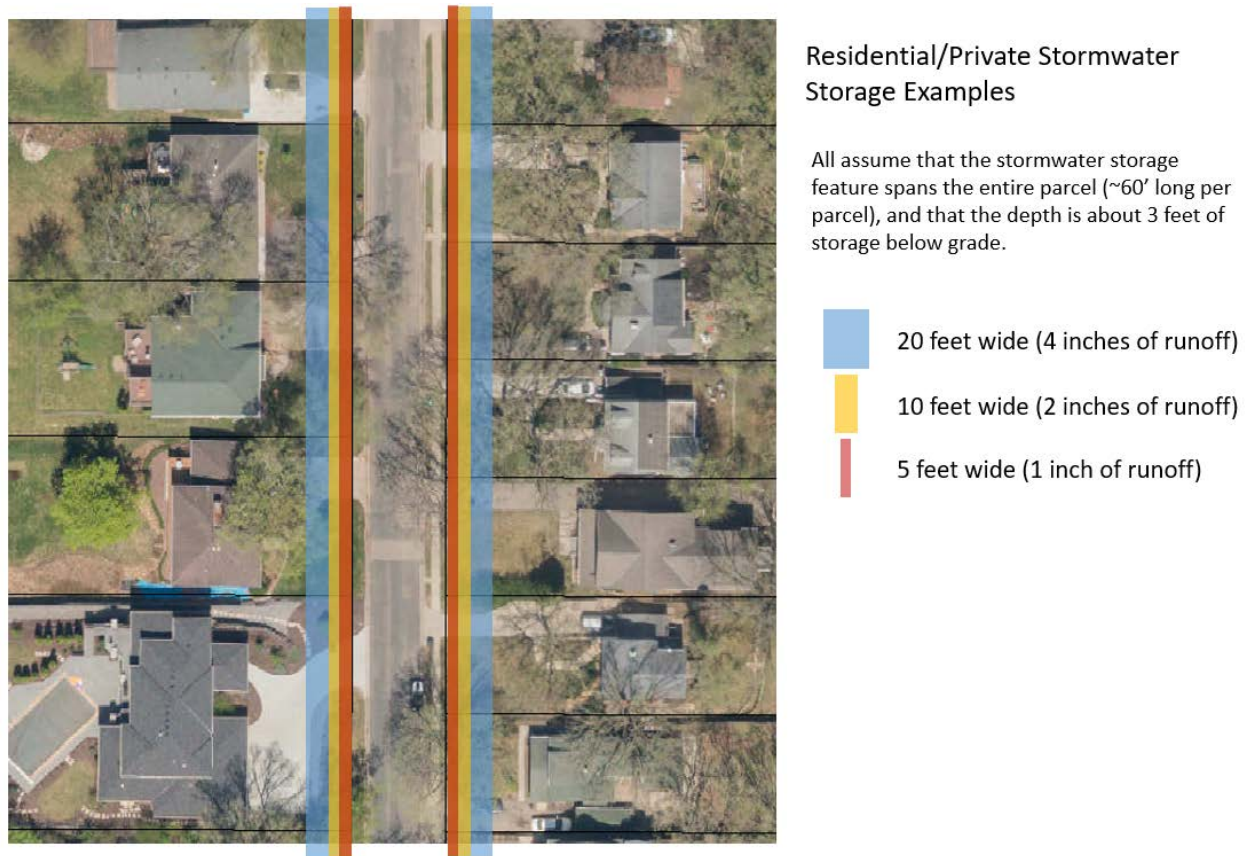 Residential/Private Stormwater
Storage Examples
All assume that the stormwater storage
feature spans the entire parcel (~60’ long per
parcel), and that the depth is about 3 feet of
storage below grade.
20 feet wide (4 inches of runoff)
10 feet wide (2 inches of runoff)
5 feet wide (1 inch of runoff)